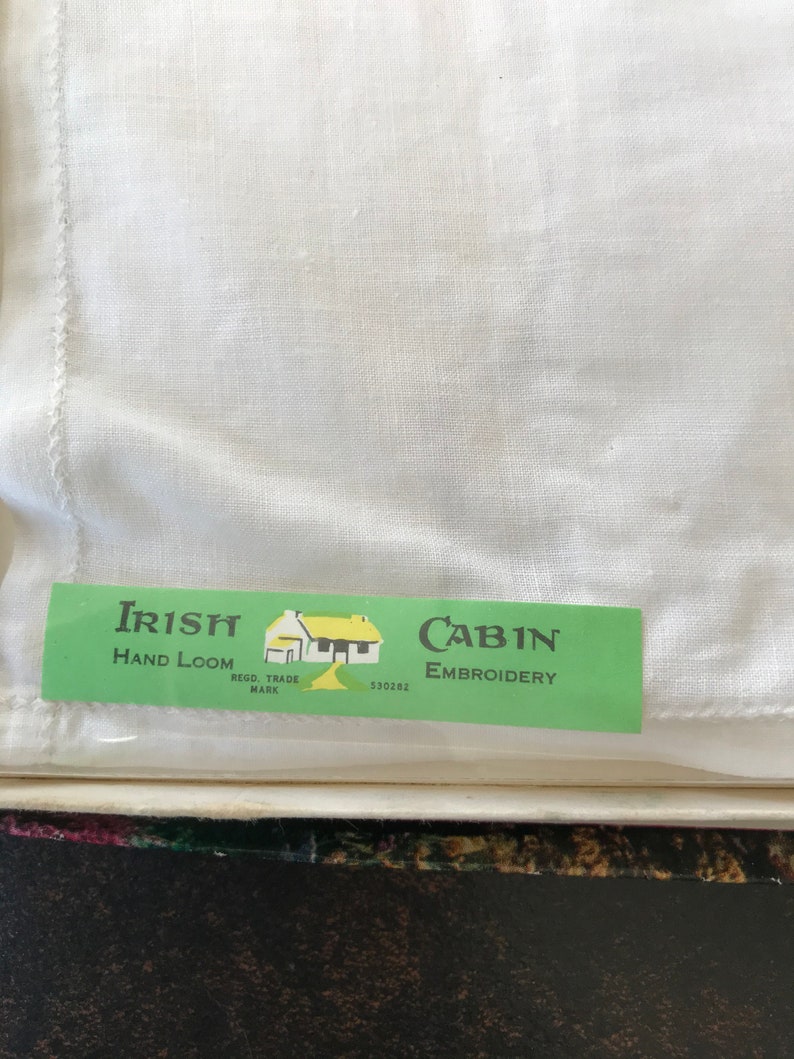 IRISH CABIN
HAND LOOM EMBROIDERY
REGD. TRADE
MARK 530282